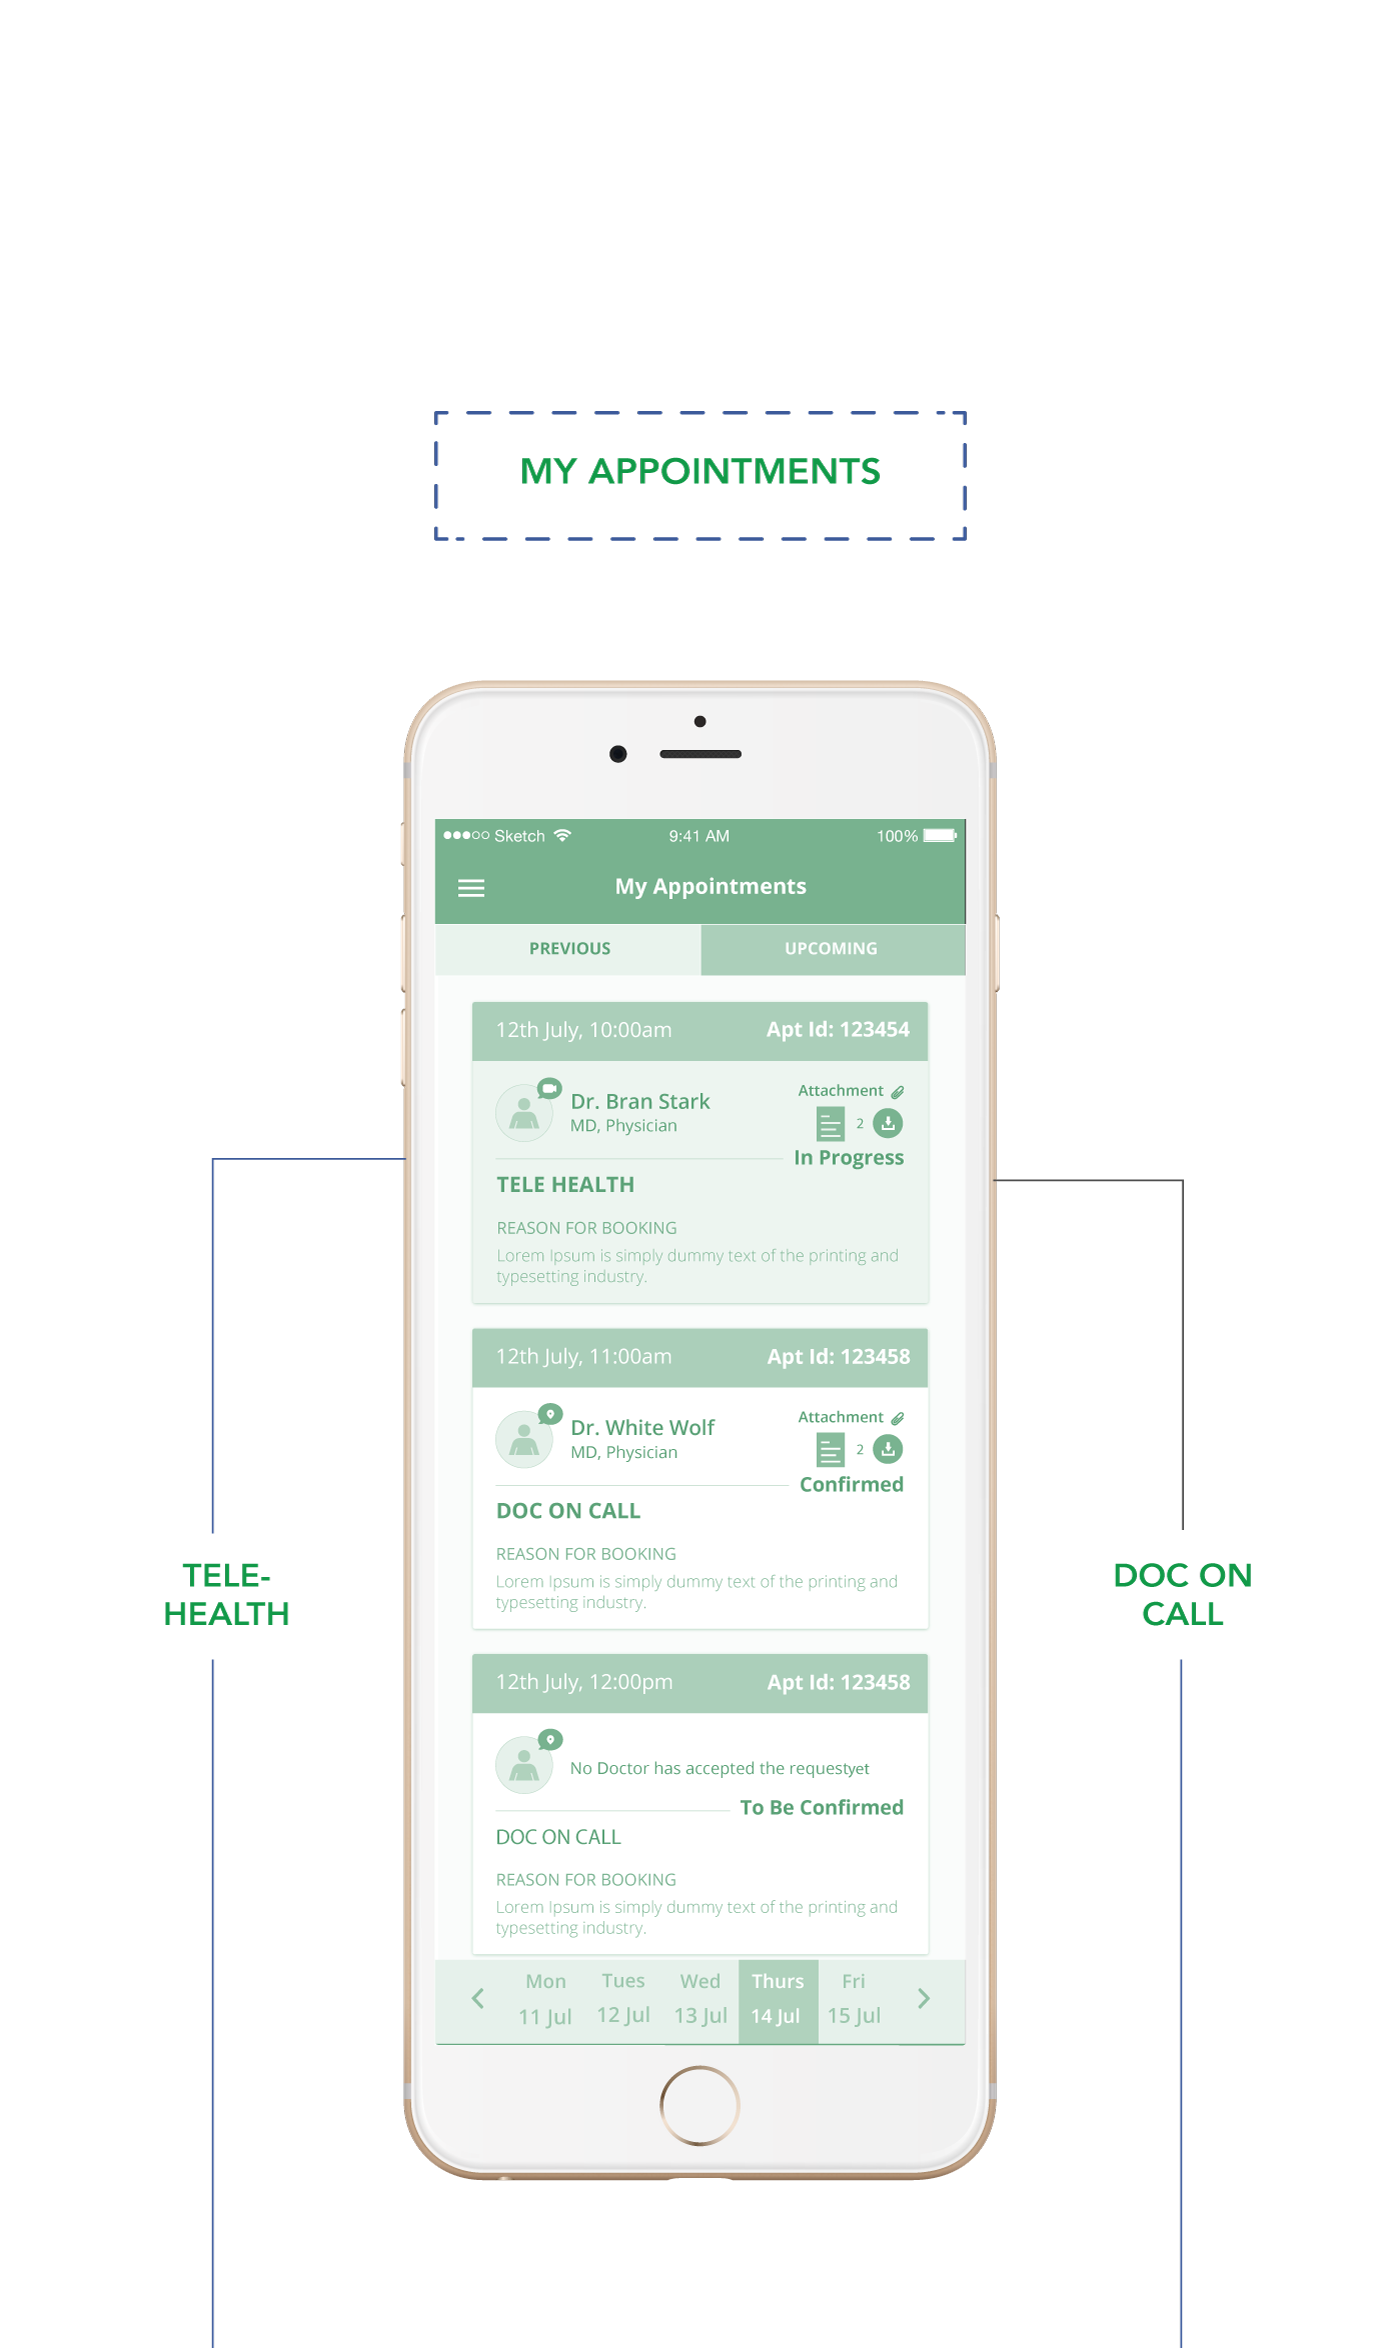 MY APPOINTMENTS
Sketch 9:41 AM 100%
My Appointments
PREVIOUS UPCOMING
12th July, 10:00am Apt Id: 123454
Attachment
Dr. Bran Stark
MD, Physician 2
In Progress
TELE HEALTH
REASON FOR BOOKING
Lorem Ipsum is simply dummy text of the printing and
typesetting industry.
12th July, 11:00am Apt Id: 123458
Attachment
Dr. White Wolf
MD, Physician 2
Confirmed
DOC ON CALL
REASON FOR BOOKING
Lorem Ipsum is simply dummy text of the printing and
typesetting industry.
TELE-
HEALTH
DOC ON
CALL
12th July, 12:00pm Apt Id: 123458
No Doctor has accepted the requestyet
To Be Confirmed
DOC ON CALL
REASON FOR BOOKING
Lorem Ipsum is simply dummy text of the printing and
typesetting industry.
Mon Tues Wed Thurs Fri
11 Jul 12 Jul 13 Jul 14 Jul 15 Jul